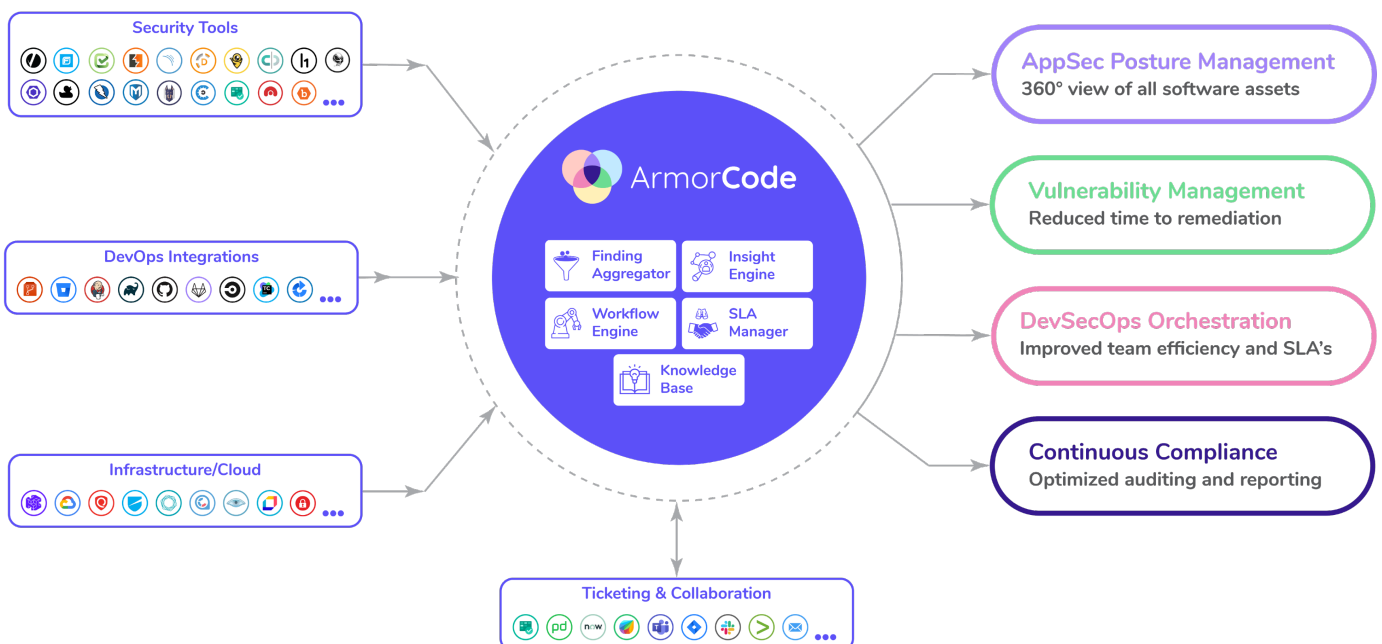 Security Tools
DevOps Integrations
Infrastructure/Cloud
ArmorCode
Finding
Aggregator
Insight
Engine
Workflow
Engine
SLA
Manager
Knowledge
Base
Ticketing & Collaboration
pd
now
AppSec Posture Management
360° view of all software assets
Vulnerability Management
Reduced time to remediation
DevSecOps Orchestration
Improved team efficiency and SLA's
Continuous Compliance
Optimized auditing and reporting